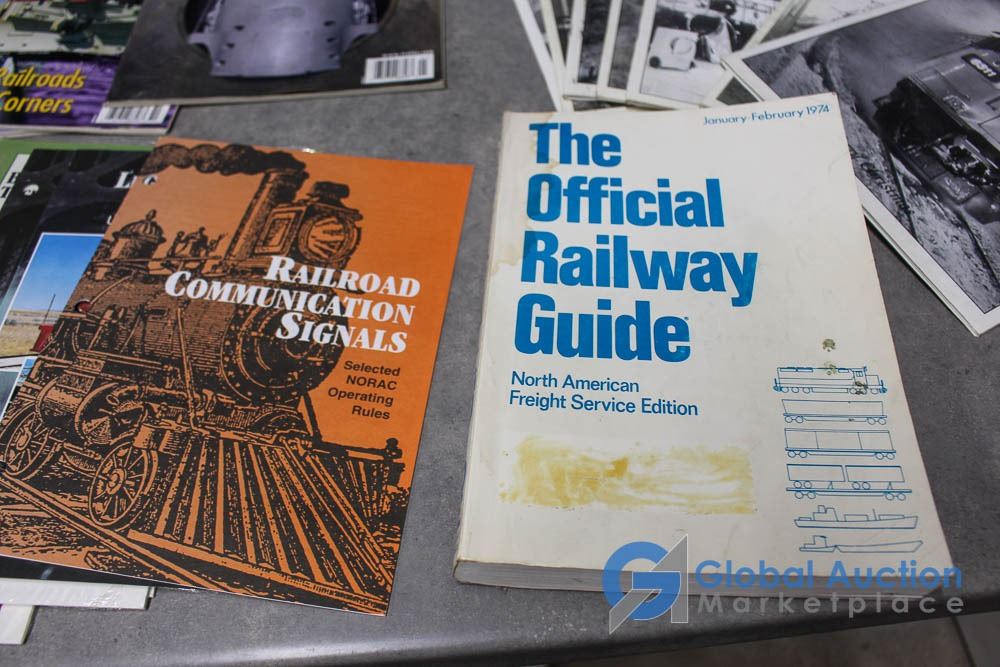 Railroads
Corners
RAILROAD
COMMUNICATION
SIGNALS
Selected
NORAC
Operating
Rules
January-February 1974
The
Official
Railway
Guide®
North American
Freight Service Edition
Global Auction
Marketplace